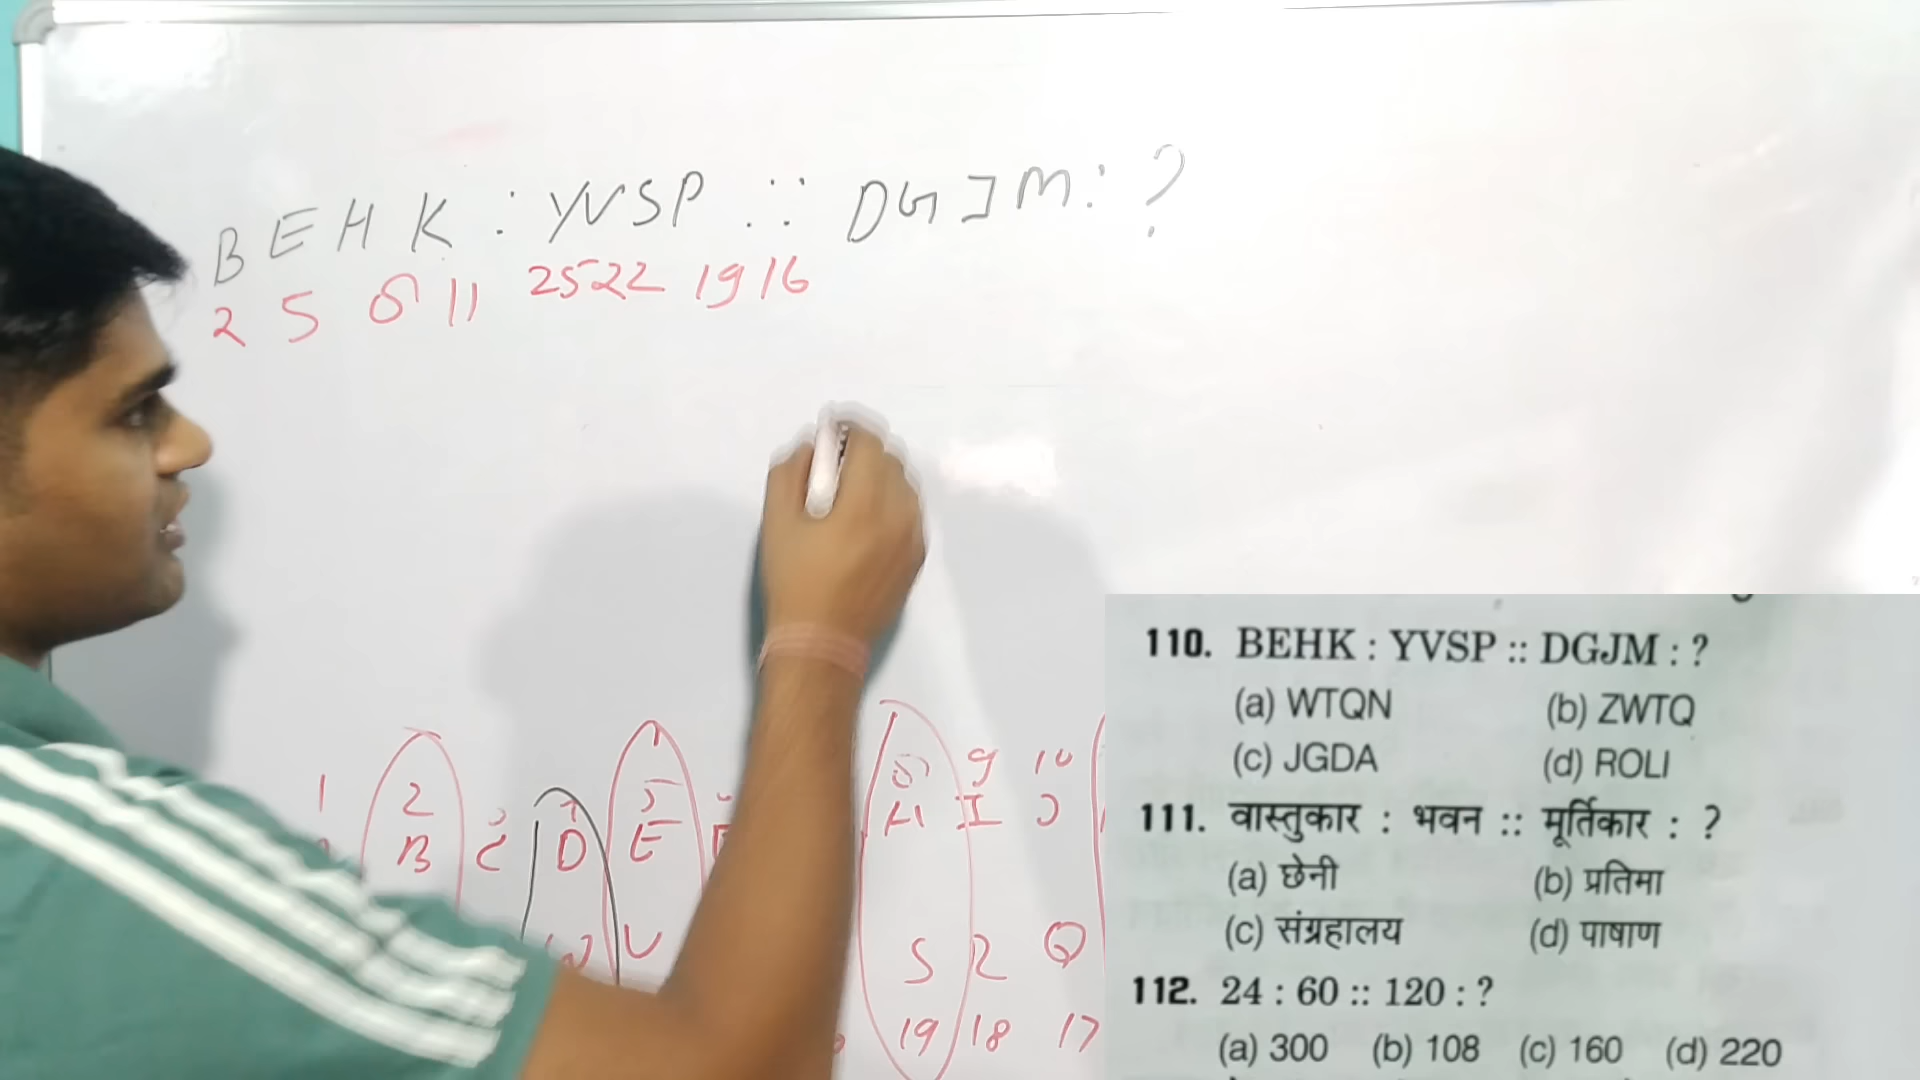 BEHK : YVSP :: DGJM : ?
2 5 8 11 25 22 19 16
1 2 5 8 9 10
B C D E H I J
W V S R Q
19 18 17
110. BEHK : YVSP :: DGJM : ?
(a) WTQN (b) ZWTQ
(c) JGDA (d) ROLI
111. वास्तुकार : भवन :: मूर्तिकार : ?
(a) छेनी (b) प्रतिमा
(c) संग्रहालय (d) पाषाण
112. 24 : 60 :: 120 : ?
(a) 300 (b) 108 (c) 160 (d) 220